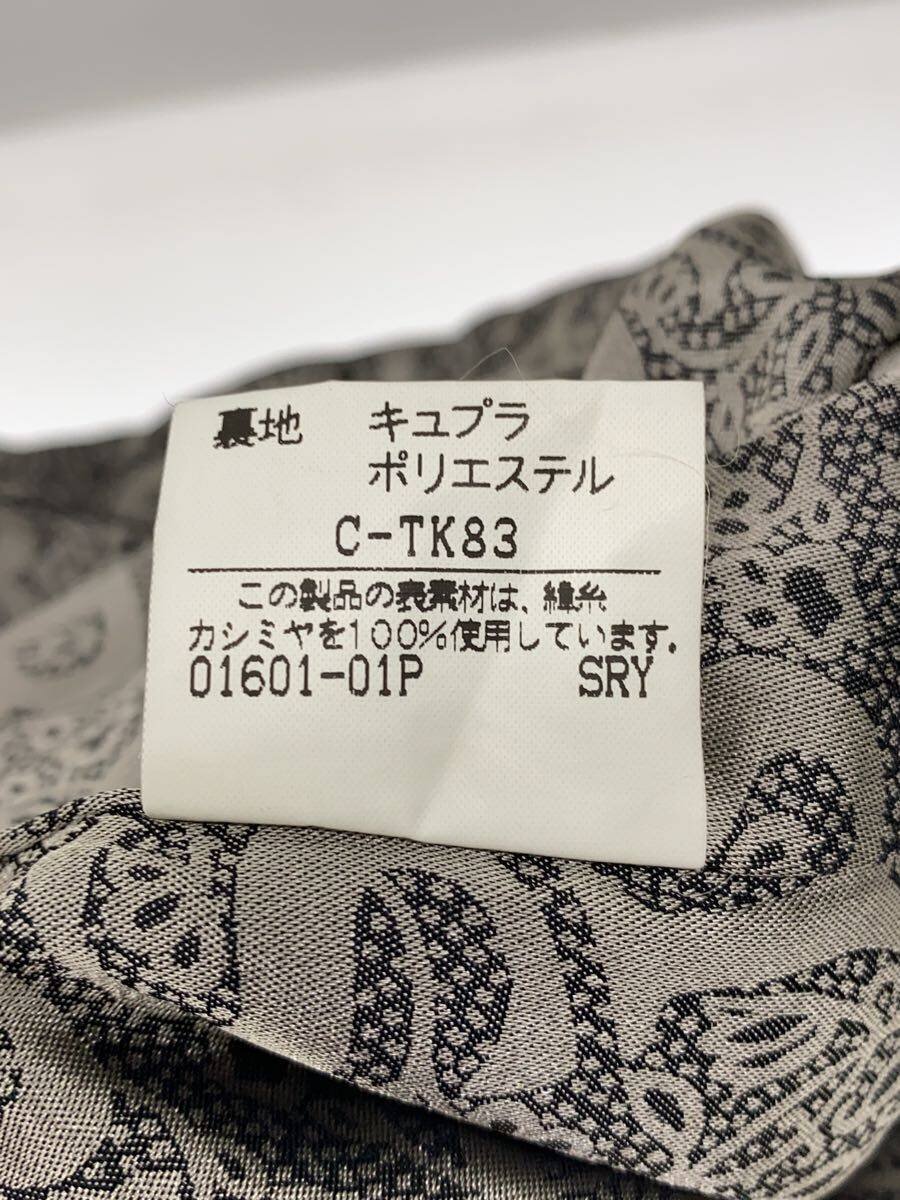 裏地 キュプラ
ポリエステル
C-TK83
この製品の表素材は、緯糸
カシミヤを100%使用しています.
01601-01P SRY